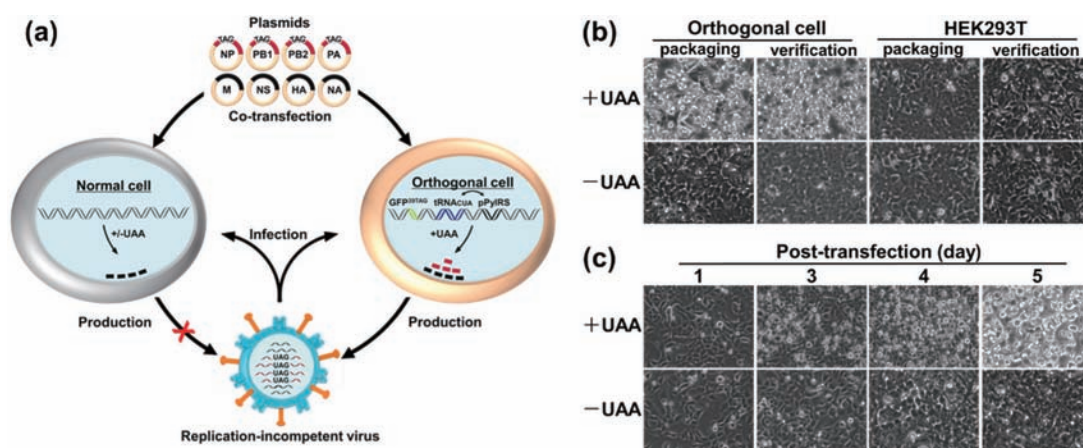 (a)
Plasmids
TAG TAG TAG TAG
NP PB1 PB2 PA
M NS HA NA
Co-transfection
Normal cell
+/-UAA
Orthogonal cell
GFP³⁹ᵀᴬᴳ tRNACUA pPylRS
+UAA
Infection
Production
Production
UAG
UAG
UAG
UAG
Replication-incompetent virus
(b)
Orthogonal cell HEK293T
packaging verification packaging verification
+UAA
−UAA
(c)
Post-transfection (day)
1 3 4 5
+UAA
−UAA